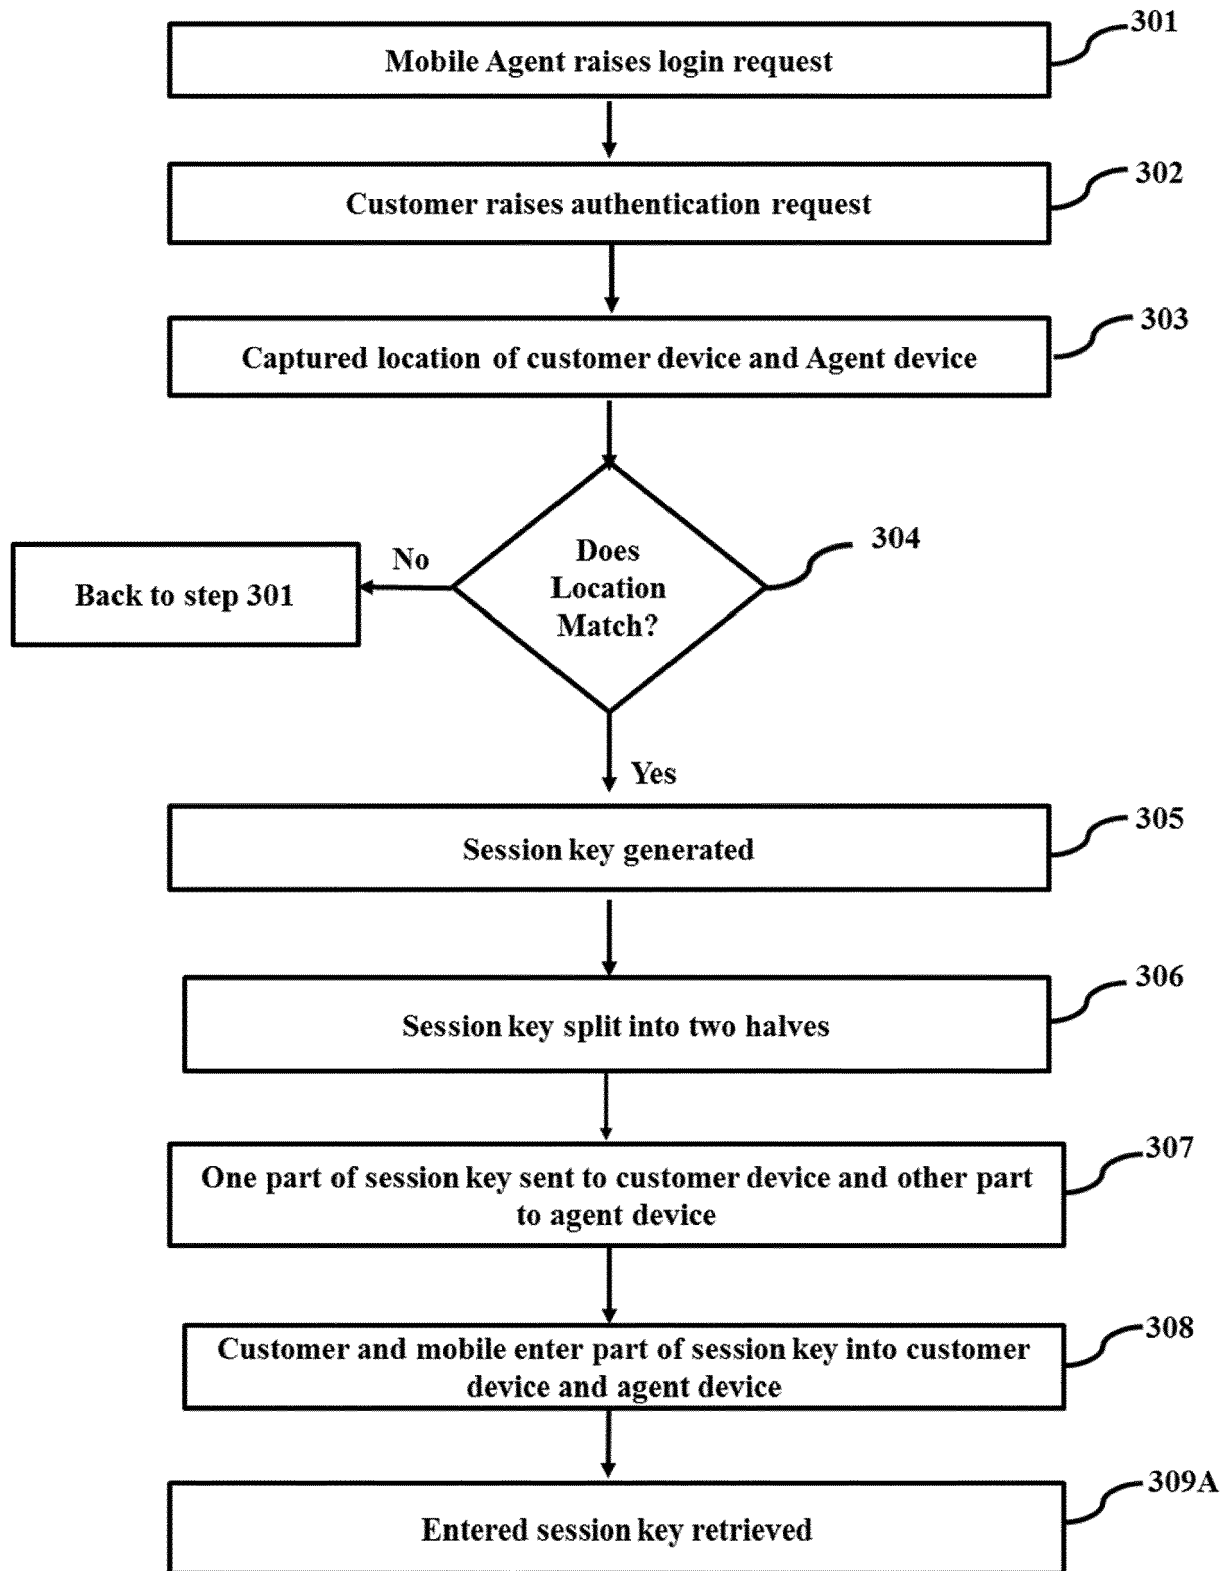 301
Mobile Agent raises login request
302
Customer raises authentication request
303
Captured location of customer device and Agent device
304
Does
Location
Match?
No
Back to step 301
Yes
305
Session key generated
306
Session key split into two halves
307
One part of session key sent to customer device and other part
to agent device
308
Customer and mobile enter part of session key into customer
device and agent device
309A
Entered session key retrieved